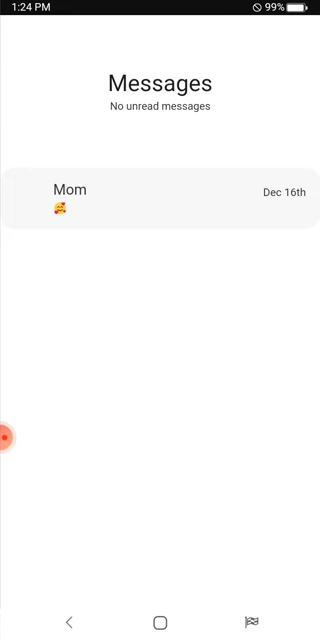 1:24 PM 99%
Messages
No unread messages
Mom Dec 16th
🥰